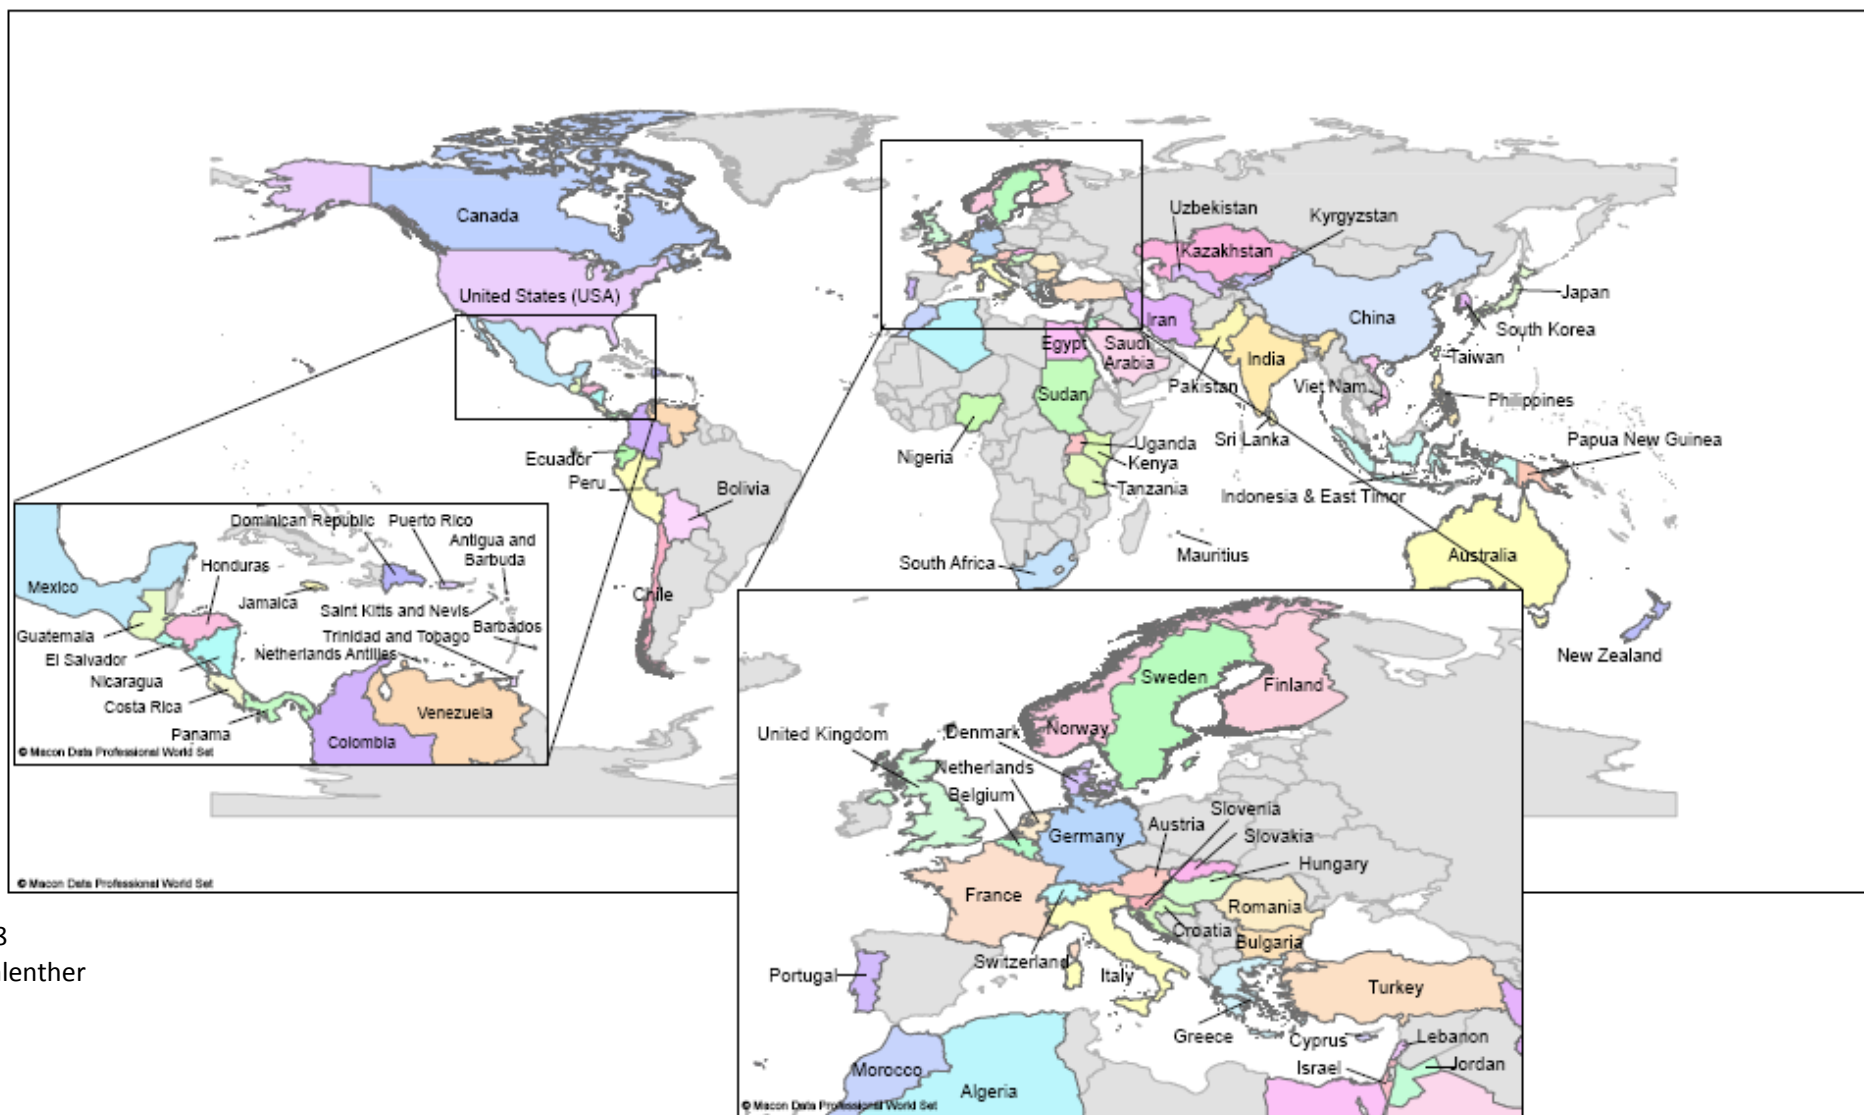 Canada
United States (USA)
Uzbekistan
Kyrgyzstan
Kazakhstan
Japan
China
South Korea
Iran
Egypt
Saudi
Arabia
India
Taiwan
Pakistan
Viet Nam
Sudan
Philippines
Nigeria
Uganda
Sri Lanka
Papua New Guinea
Kenya
Ecuador
Peru
Bolivia
Tanzania
Indonesia & East Timor
South Africa
Mauritius
Australia
Chile
New Zealand
Dominican Republic
Puerto Rico
Antigua and
Barbuda
Honduras
Mexico
Jamaica
Saint Kitts and Nevis
Barbados
Guatemala
Trinidad and Tobago
El Salvador
Netherlands Antilles
Nicaragua
Costa Rica
Venezuela
Panama
Colombia
© Macon Data Professional World Set
Sweden
Finland
Norway
United Kingdom
Denmark
Netherlands
Belgium
Slovenia
Austria
Germany
Slovakia
Hungary
France
Romania
Croatia
Bulgaria
Switzerland
Portugal
Italy
Turkey
Greece
Cyprus
Lebanon
Israel
Jordan
Morocco
Algeria
© Macon Data Professional World Set
© Macon Data Professional World Set
8
lenther